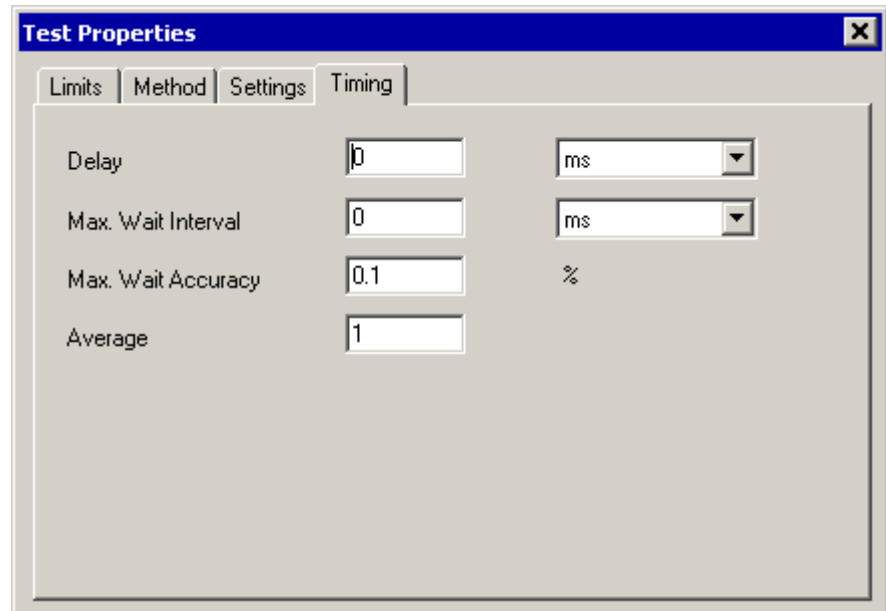 Test Properties
Limits Method Settings Timing
Delay 0 ms
Max. Wait Interval 0 ms
Max. Wait Accuracy 0.1 %
Average 1